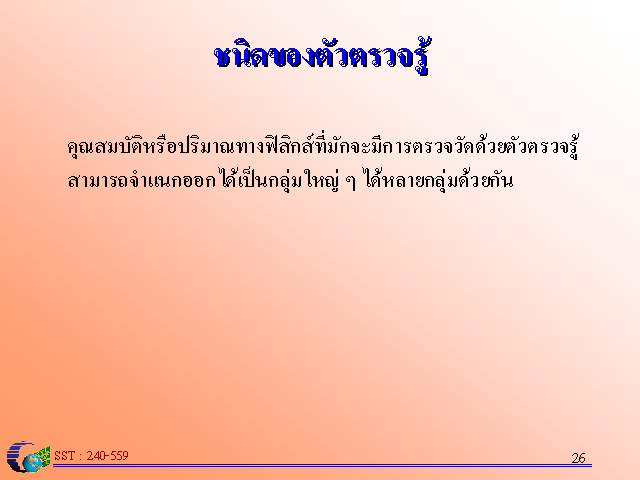 ชนิดของตัวตรวจรู้
คุณสมบัติหรือปริมาณทางฟิสิกส์ที่มักจะมีการตรวจวัดด้วยตัวตรวจรู้
สามารถจำแนกออกได้เป็นกลุ่มใหญ่ ๆ ได้หลายกลุ่มด้วยกัน
SST : 240-559
26